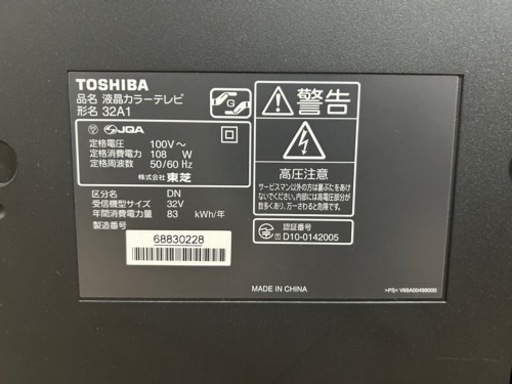 TOSHIBA
品名 液晶カラーテレビ
形名 32A1
G
JQA
定格電圧 100V～
定格消費電力 108 W
定格周波数 50/60 Hz
株式会社 東芝
区分名 DN
受信機型サイズ 32V
年間消費電力量 83 kWh/年
製造番号
68830228
警告
高圧注意
サービスマン以外の方は裏ぶたをあけ
ないでください。内部には高電圧部分が
数多く、万一さわると危険です。
認証番号
D10-0142005
MADE IN CHINA
>PS< V66A00499000